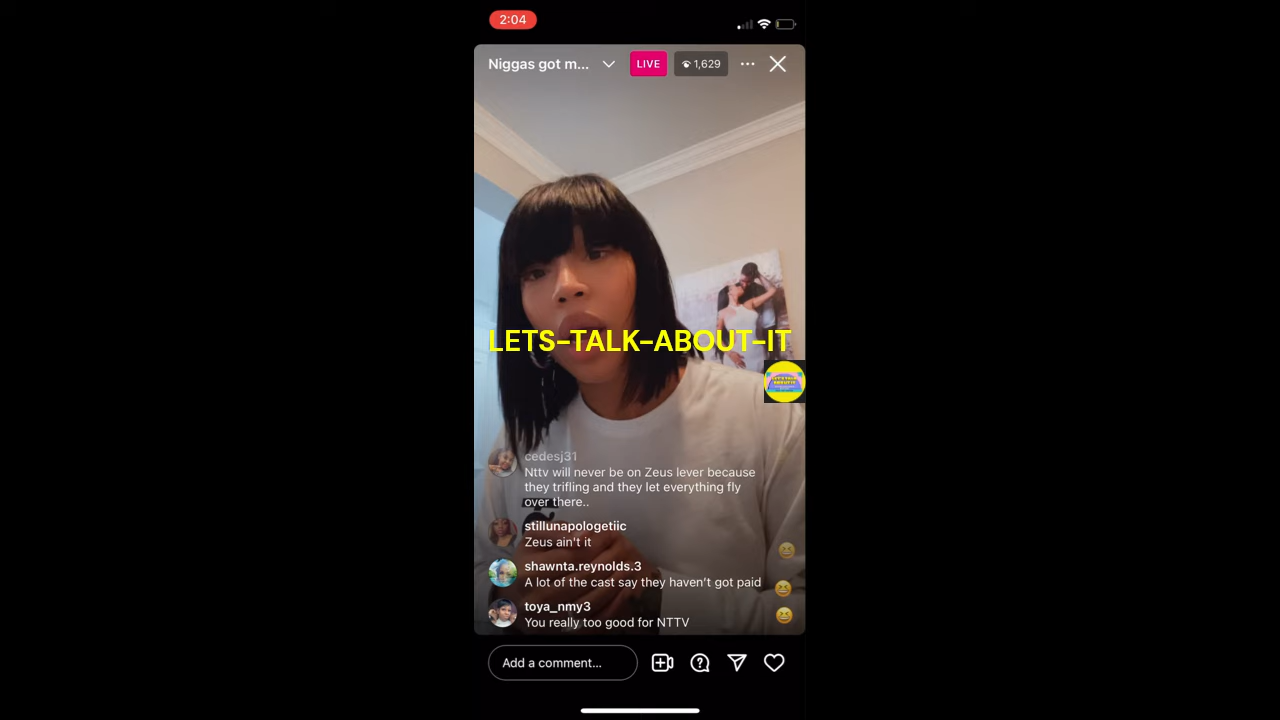 2:04
Niggas got m...
LIVE
1,629
LETS-TALK-ABOUT-IT
cedesj31
Nttv will never be on Zeus lever because
they trifling and they let everything fly
over there..
stillunapologetiic
Zeus ain't it
shawnta.reynolds.3
A lot of the cast say they haven't got paid
toya_nmy3
You really too good for NTTV
Add a comment...